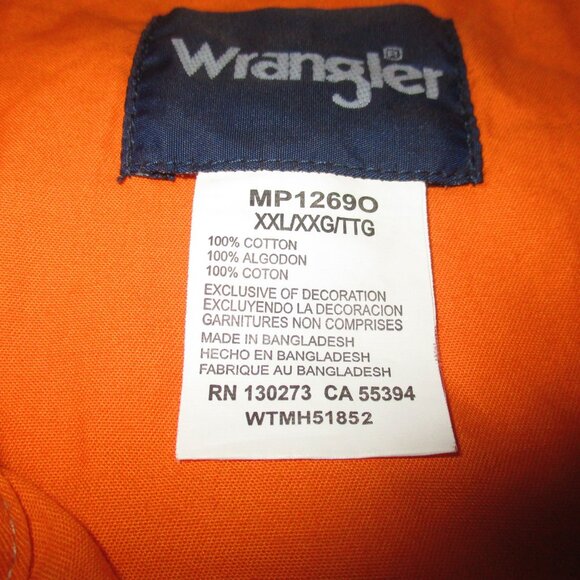 Wrangler®
MP1269O
XXL/XXG/TTG
100% COTTON
100% ALGODON
100% COTON
EXCLUSIVE OF DECORATION
EXCLUYENDO LA DECORACION
GARNITURES NON COMPRISES
MADE IN BANGLADESH
HECHO EN BANGLADESH
FABRIQUE AU BANGLADESH
RN 130273 CA 55394
WTMH51852